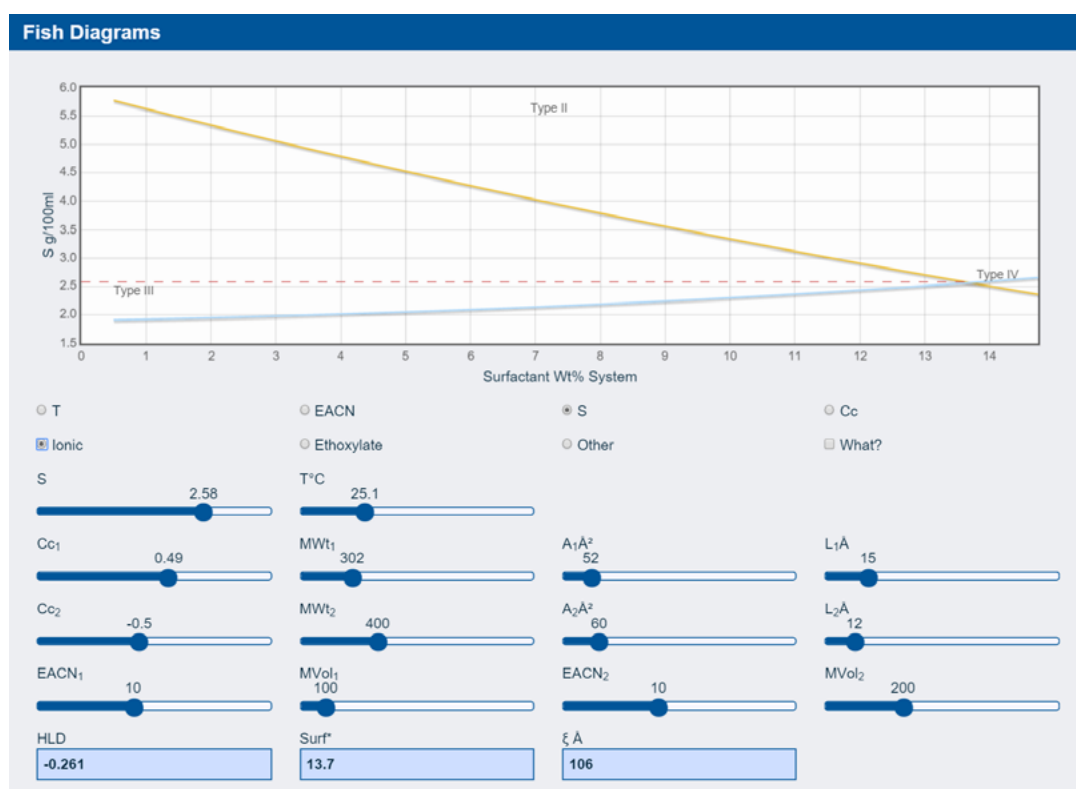 Fish Diagrams
6.0
5.5
5.0
4.5
4.0
3.5
3.0
2.5
2.0
1.5
S g/100ml
Type II
Type III
Type IV
0 1 2 3 4 5 6 7 8 9 10 11 12 13 14
Surfactant Wt% System
T EACN S Cc
Ionic Ethoxylate Other What?
S T°C
2.58 25.1
Cc₁ MWt₁ A₁Å² L₁Å
0.49 302 52 15
Cc₂ MWt₂ A₂Å² L₂Å
-0.5 400 60 12
EACN₁ MVol₁ EACN₂ MVol₂
10 100 10 200
HLD Surf* ξ Å
-0.261 13.7 106